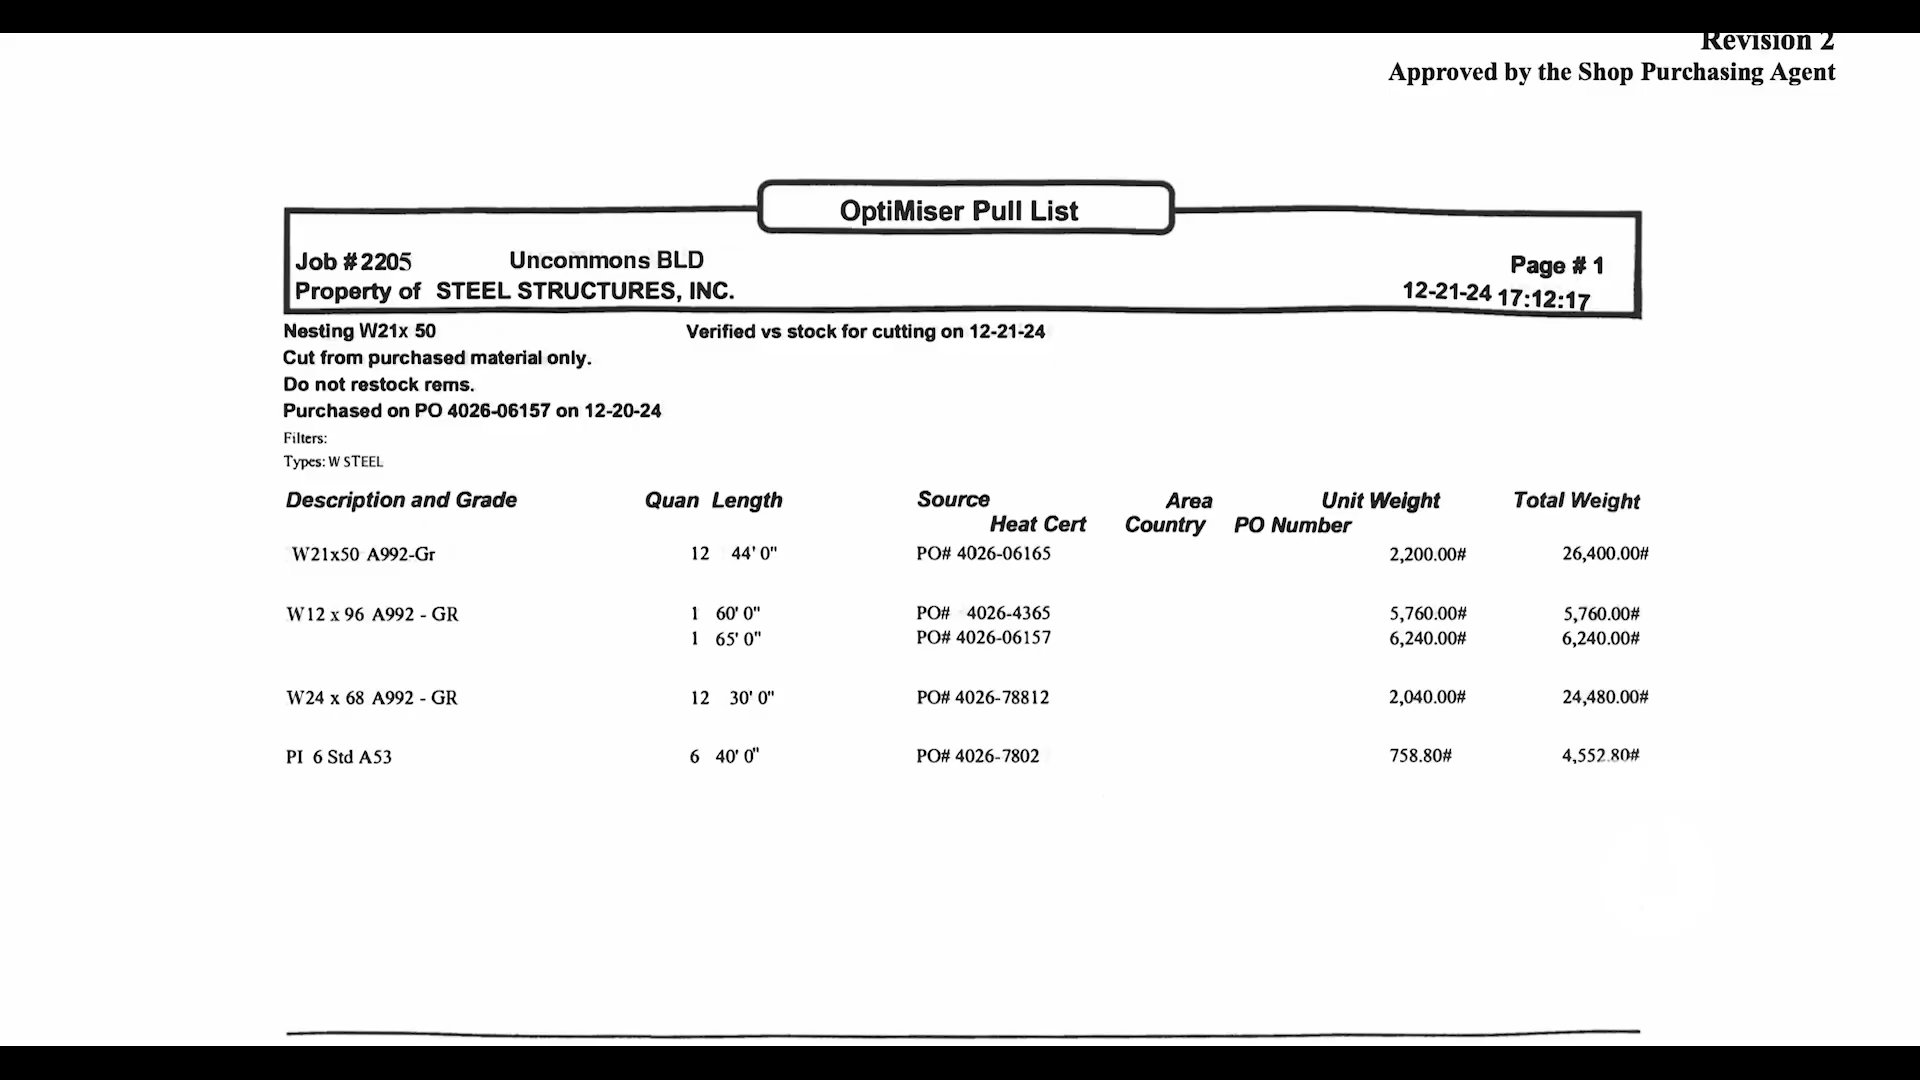 Revision 2
Approved by the Shop Purchasing Agent
OptiMiser Pull List
Job #2205 Uncommons BLD Page # 1
Property of STEEL STRUCTURES, INC. 12-21-24 17:12:17
Nesting W21x 50 Verified vs stock for cutting on 12-21-24
Cut from purchased material only.
Do not restock rems.
Purchased on PO 4026-06157 on 12-20-24
Filters:
Types: W STEEL
Description and Grade Quan Length Source Area Unit Weight Total Weight
Heat Cert Country PO Number
W21x50 A992-Gr 12 44' 0" PO# 4026-06165 2,200.00# 26,400.00#
W12 x 96 A992 - GR 1 60' 0" PO# 4026-4365 5,760.00# 5,760.00#
1 65' 0" PO# 4026-06157 6,240.00# 6,240.00#
W24 x 68 A992 - GR 12 30' 0" PO# 4026-78812 2,040.00# 24,480.00#
PI 6 Std A53 6 40' 0" PO# 4026-7802 758.80# 4,552.80#